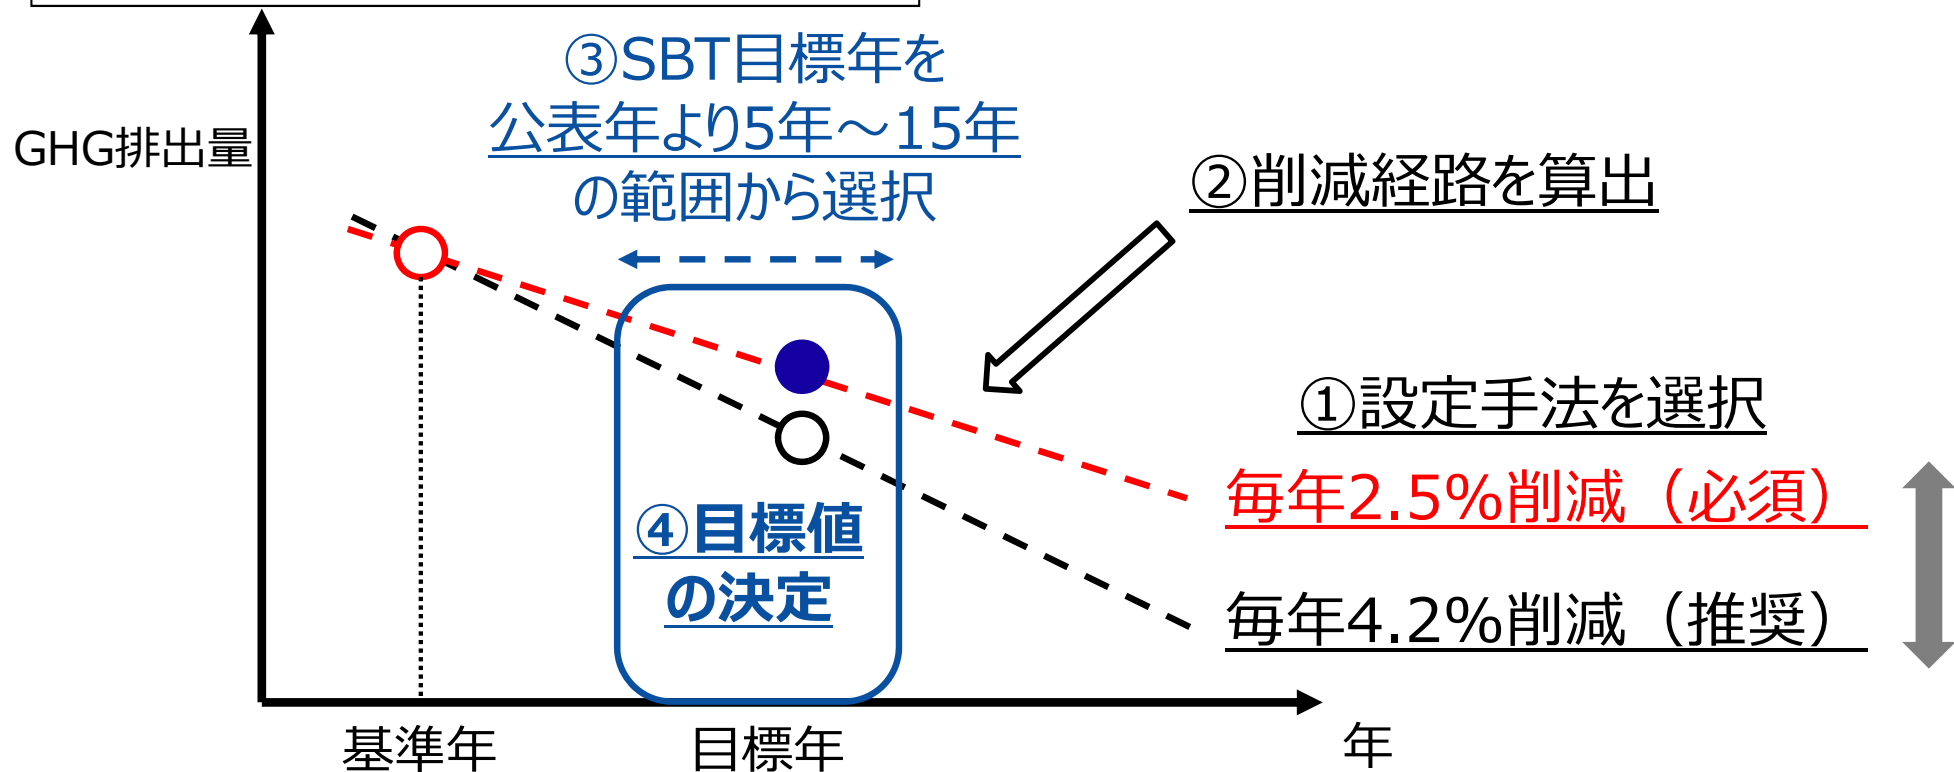 ③SBT目標年を
公表年より5年～15年
の範囲から選択
GHG排出量
②削減経路を算出
①設定手法を選択
毎年2.5%削減（必須）
④目標値
の決定
毎年4.2%削減（推奨）
基準年
目標年
年